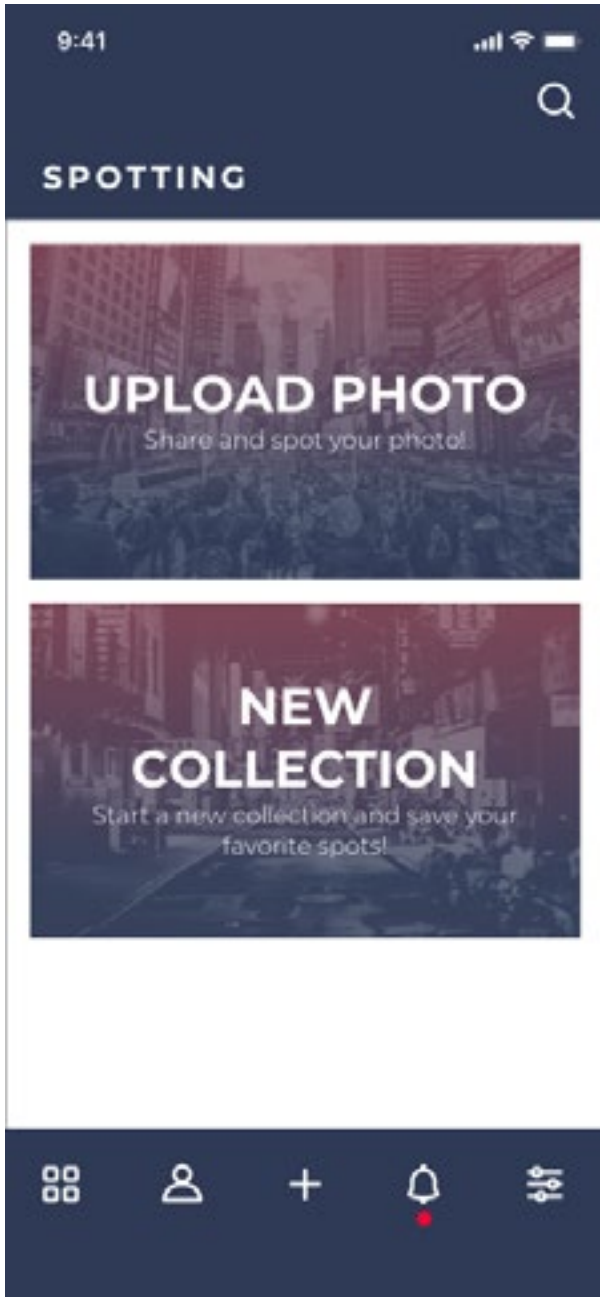 9:41
SPOTTING
UPLOAD PHOTO
Share and spot your photo!
NEW
COLLECTION
Start a new collection and save your
favorite spots!